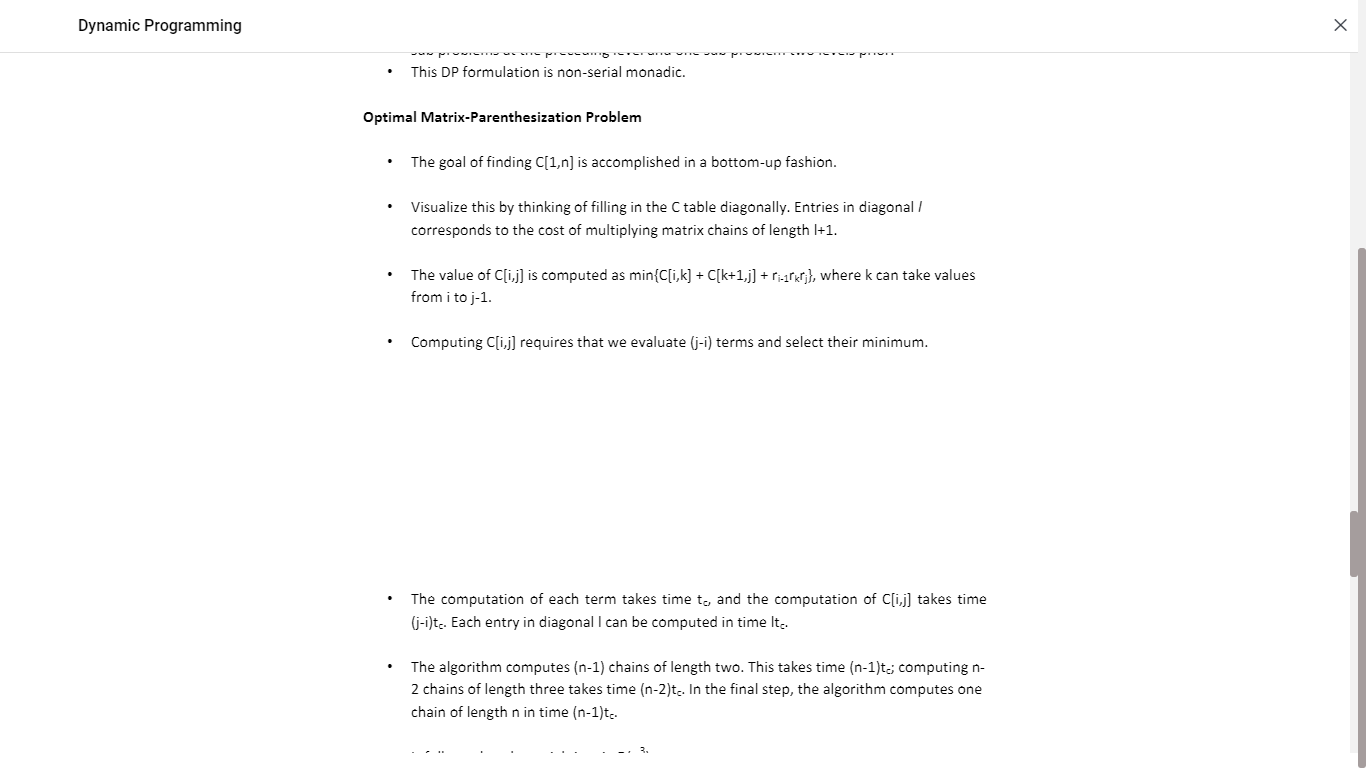 Dynamic Programming
• This DP formulation is non-serial monadic.
Optimal Matrix-Parenthesization Problem
• The goal of finding C[1,n] is accomplished in a bottom-up fashion.
• Visualize this by thinking of filling in the C table diagonally. Entries in diagonal l
corresponds to the cost of multiplying matrix chains of length l+1.
• The value of C[i,j] is computed as min{C[i,k] + C[k+1,j] + rᵢ₋₁rₖrⱼ}, where k can take values
from i to j-1.
• Computing C[i,j] requires that we evaluate (j-i) terms and select their minimum.
• The computation of each term takes time t꜀, and the computation of C[i,j] takes time
(j-i)t꜀. Each entry in diagonal l can be computed in time lt꜀.
• The algorithm computes (n-1) chains of length two. This takes time (n-1)t꜀; computing n-
2 chains of length three takes time (n-2)t꜀. In the final step, the algorithm computes one
chain of length n in time (n-1)t꜀.